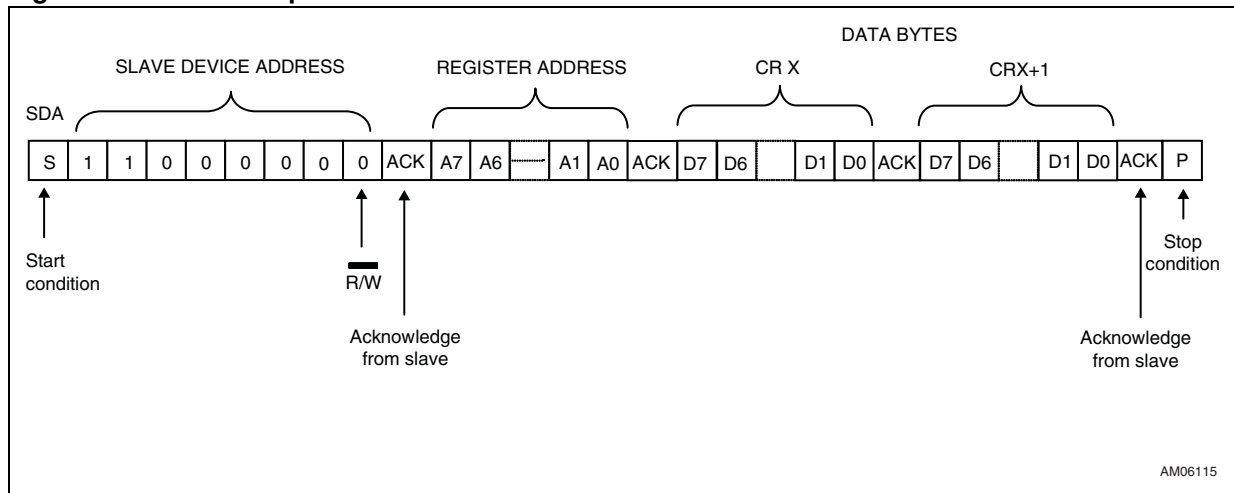 DATA BYTES
SLAVE DEVICE ADDRESS REGISTER ADDRESS CR X CRX+1
SDA
S 1 1 0 0 0 0 0 0 ACK A7 A6 A1 A0 ACK D7 D6 D1 D0 ACK D7 D6 D1 D0 ACK P
Start
condition
R/W
Acknowledge
from slave
Acknowledge
from slave
Stop
condition
AM06115